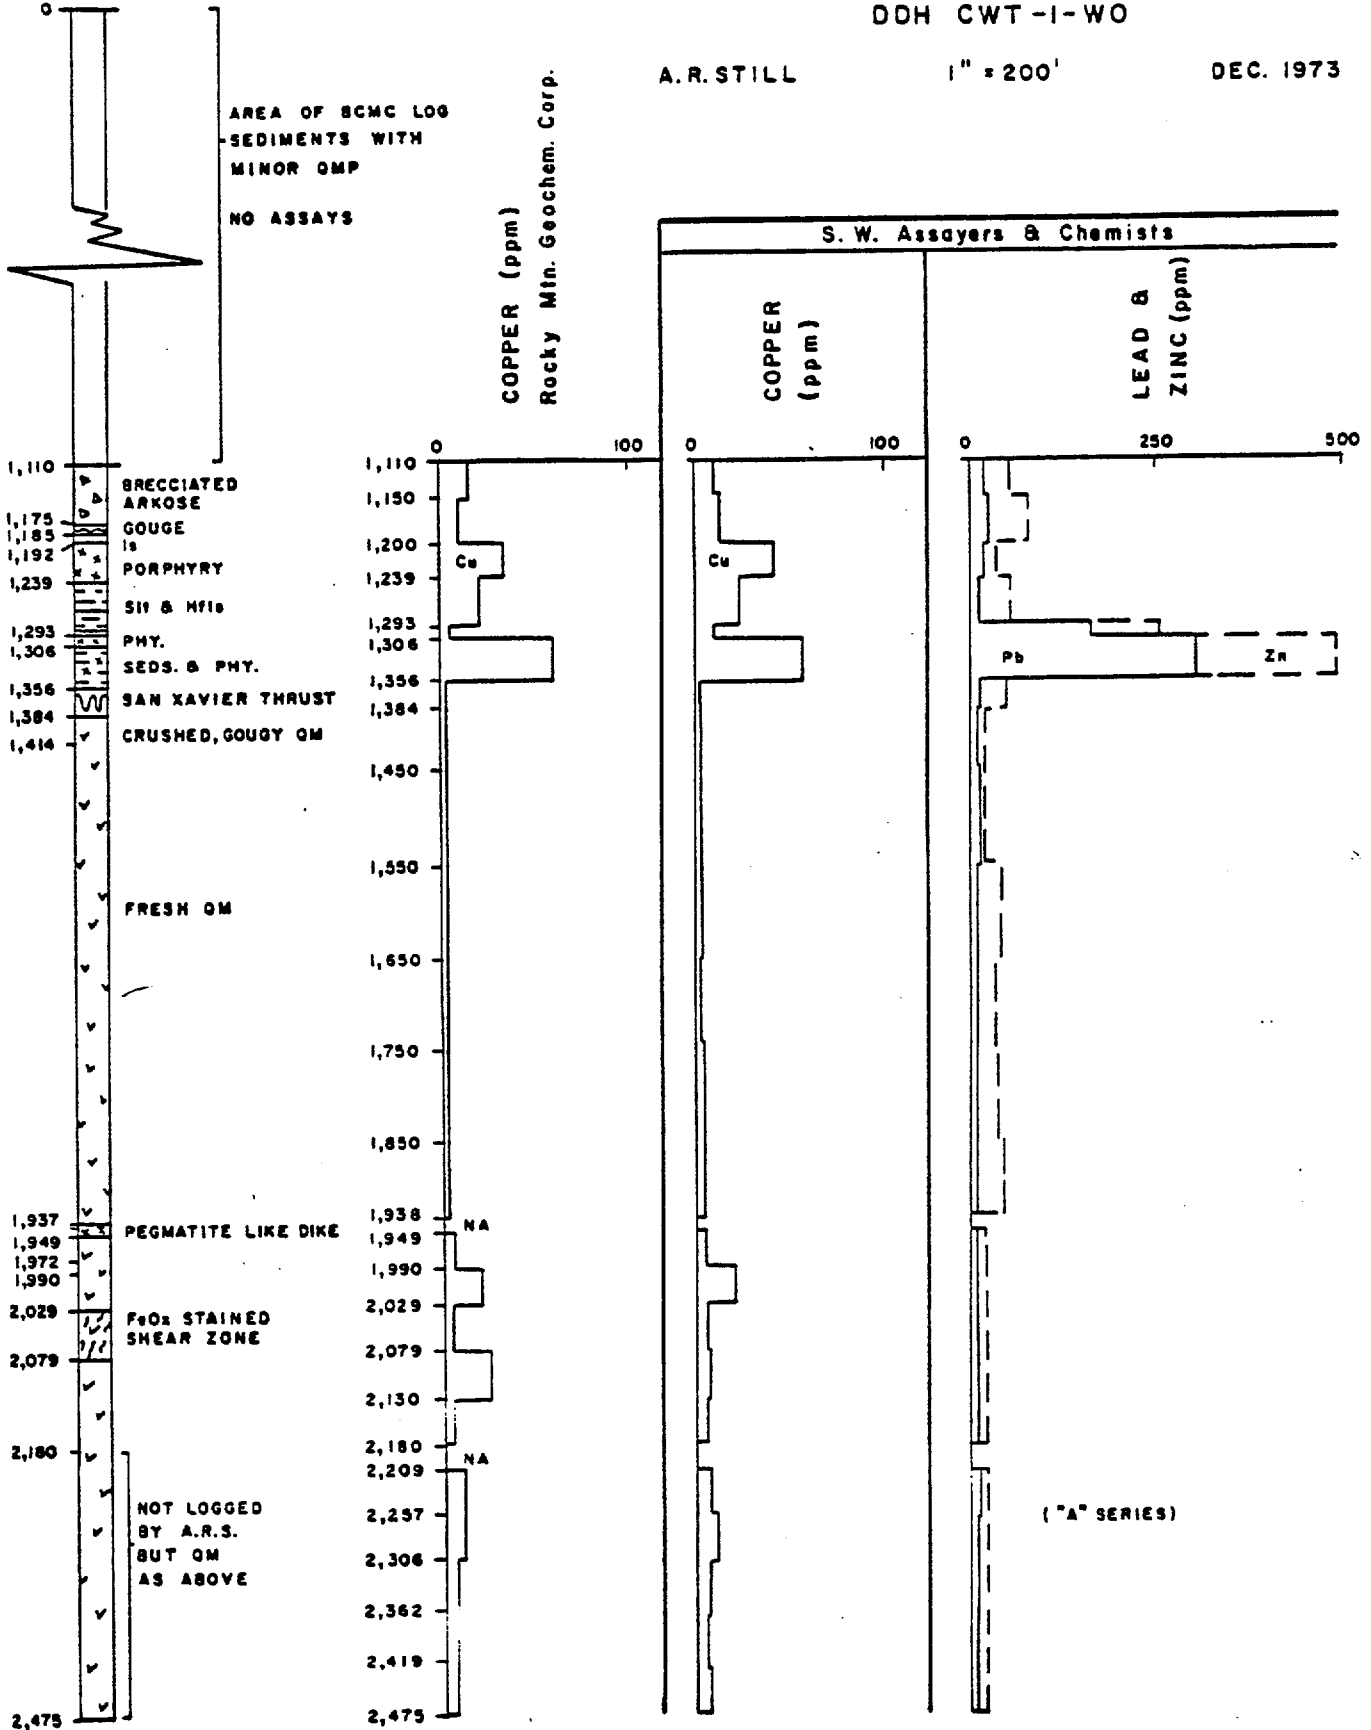 DDH CWT-1-WO
A.R. STILL 1" = 200' DEC. 1973
0
AREA OF SCMC LOG
SEDIMENTS WITH
MINOR QMP
NO ASSAYS
COPPER (ppm)
Rocky Mtn. Geochem. Corp.
S. W. Assayers & Chemists
COPPER
(ppm)
LEAD &
ZINC (ppm)
0 100
0 100
0 250 500
1,110
BRECCIATED
ARKOSE
1,175
GOUGE
1,185
ls
1,192
PORPHYRY
1,239
Slt & Hfls
1,293
PHY.
1,306
SEDS. & PHY.
1,356
SAN XAVIER THRUST
1,384
CRUSHED, GOUGY QM
1,414
FRESH QM
1,937
PEGMATITE LIKE DIKE
1,949
1,972
1,990
2,029
FeOx STAINED
SHEAR ZONE
2,079
2,180
NOT LOGGED
BY A.R.S.
BUT QM
AS ABOVE
2,475
1,110
1,150
1,200
Cu
1,239
1,293
1,306
1,356
1,384
1,450
1,550
1,650
1,750
1,850
1,938
NA
1,949
1,990
2,029
2,079
2,130
2,180
NA
2,209
2,257
2,306
2,362
2,419
2,475
Cu
Pb Zn
("A" SERIES)